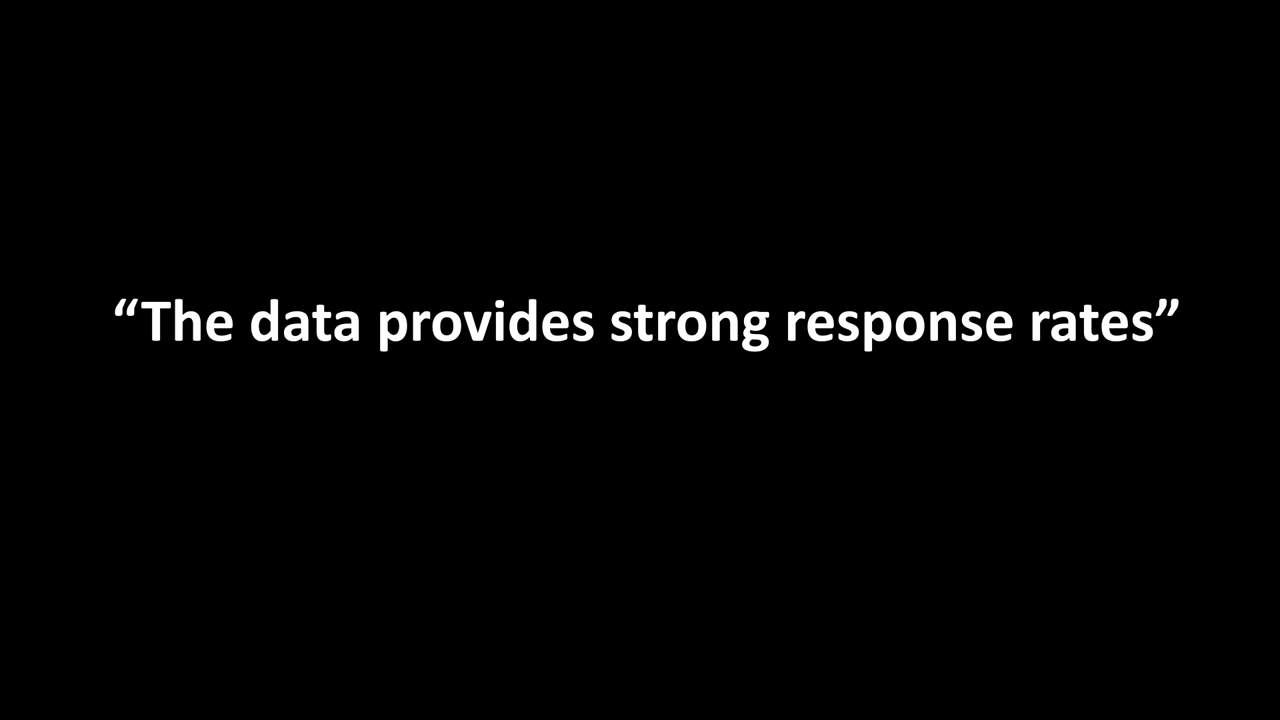 “The data provides strong response rates”